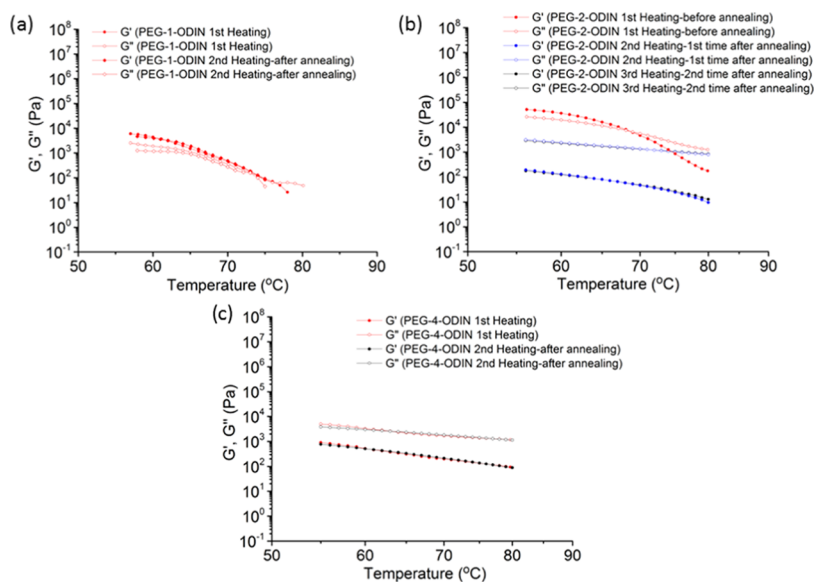 (a)
G' (PEG-1-ODIN 1st Heating)
G" (PEG-1-ODIN 1st Heating)
G' (PEG-1-ODIN 2nd Heating-after annealing)
G" (PEG-1-ODIN 2nd Heating-after annealing)
10⁸
10⁷
10⁶
10⁵
10⁴
10³
10²
10¹
10⁰
10⁻¹
G', G" (Pa)
50 60 70 80 90
Temperature (ºC)
(b)
G' (PEG-2-ODIN 1st Heating-before annealing)
G" (PEG-2-ODIN 1st Heating-before annealing)
G' (PEG-2-ODIN 2nd Heating-1st time after annealing)
G" (PEG-2-ODIN 2nd Heating-1st time after annealing)
G' (PEG-2-ODIN 3rd Heating-2nd time after annealing)
G" (PEG-2-ODIN 3rd Heating-2nd time after annealing)
10⁸
10⁷
10⁶
10⁵
10⁴
10³
10²
10¹
10⁰
10⁻¹
G', G" (Pa)
50 60 70 80 90
Temperature (ºC)
(c)
G' (PEG-4-ODIN 1st Heating)
G" (PEG-4-ODIN 1st Heating)
G' (PEG-4-ODIN 2nd Heating-after annealing)
G" (PEG-4-ODIN 2nd Heating-after annealing)
10⁸
10⁷
10⁶
10⁵
10⁴
10³
10²
10¹
10⁰
10⁻¹
G', G" (Pa)
50 60 70 80 90
Temperature (ºC)